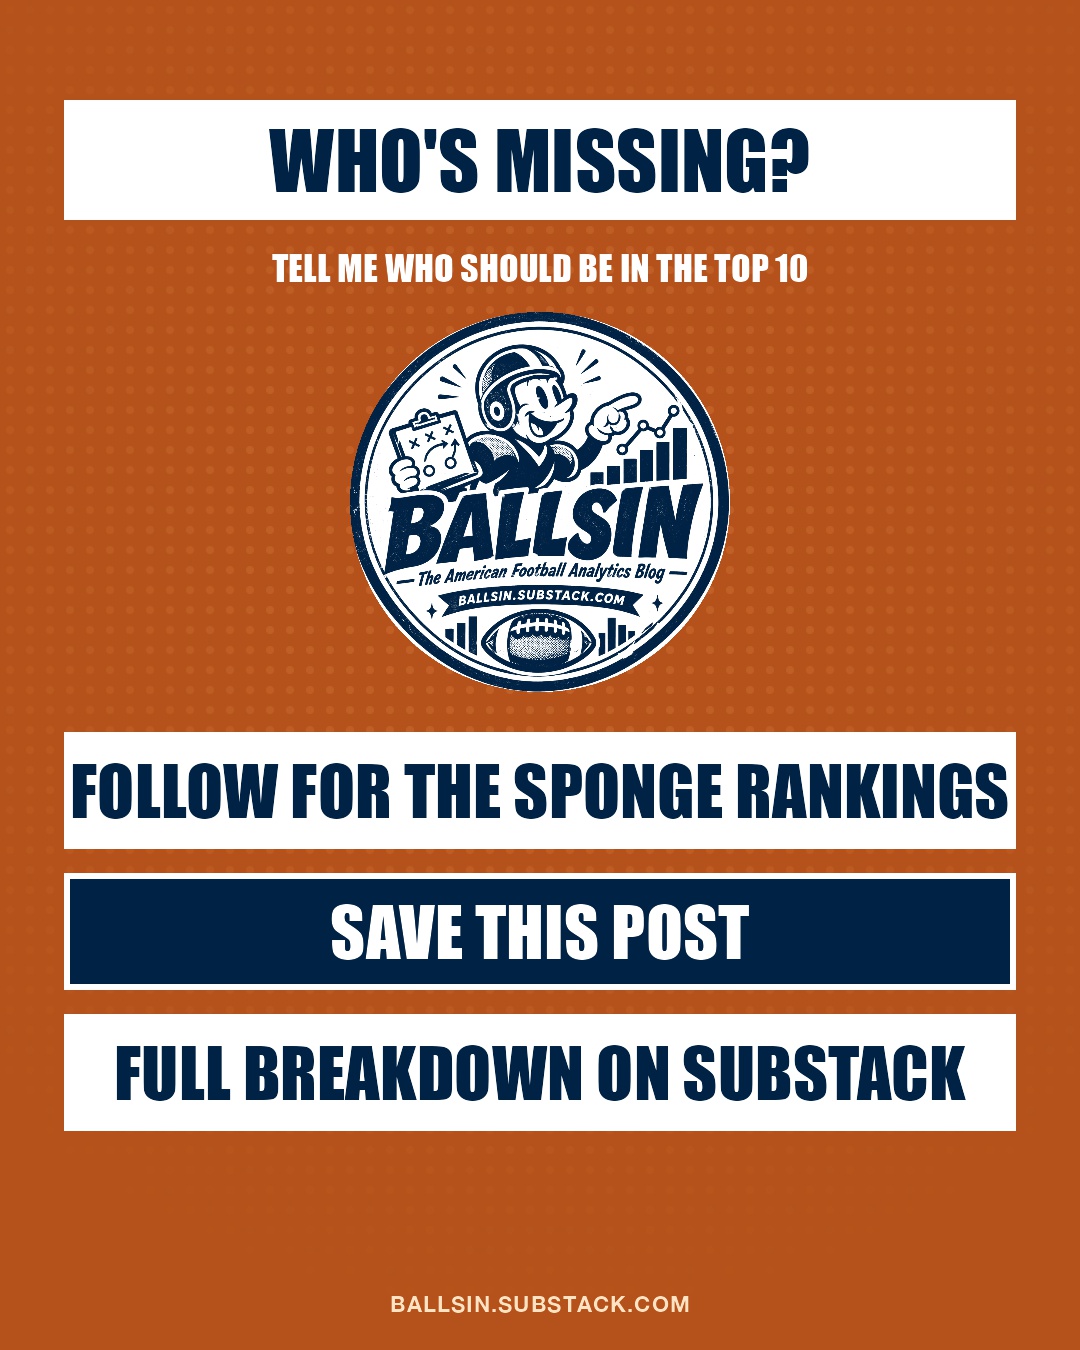 WHO'S MISSING?
TELL ME WHO SHOULD BE IN THE TOP 10
BALLSIN
The American Football Analytics Blog
BALLSIN.SUBSTACK.COM
FOLLOW FOR THE SPONGE RANKINGS
SAVE THIS POST
FULL BREAKDOWN ON SUBSTACK
BALLSIN.SUBSTACK.COM